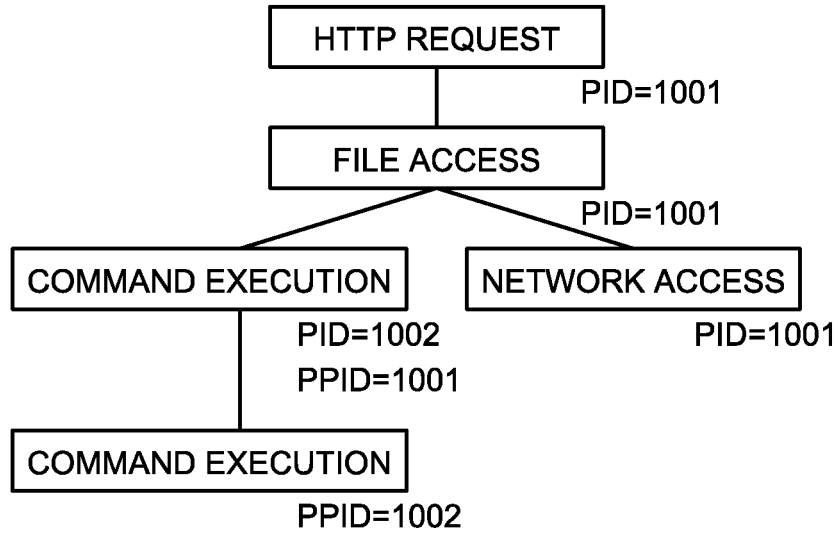 HTTP REQUEST
PID=1001
FILE ACCESS
PID=1001
COMMAND EXECUTION
NETWORK ACCESS
PID=1002
PID=1001
PPID=1001
COMMAND EXECUTION
PPID=1002